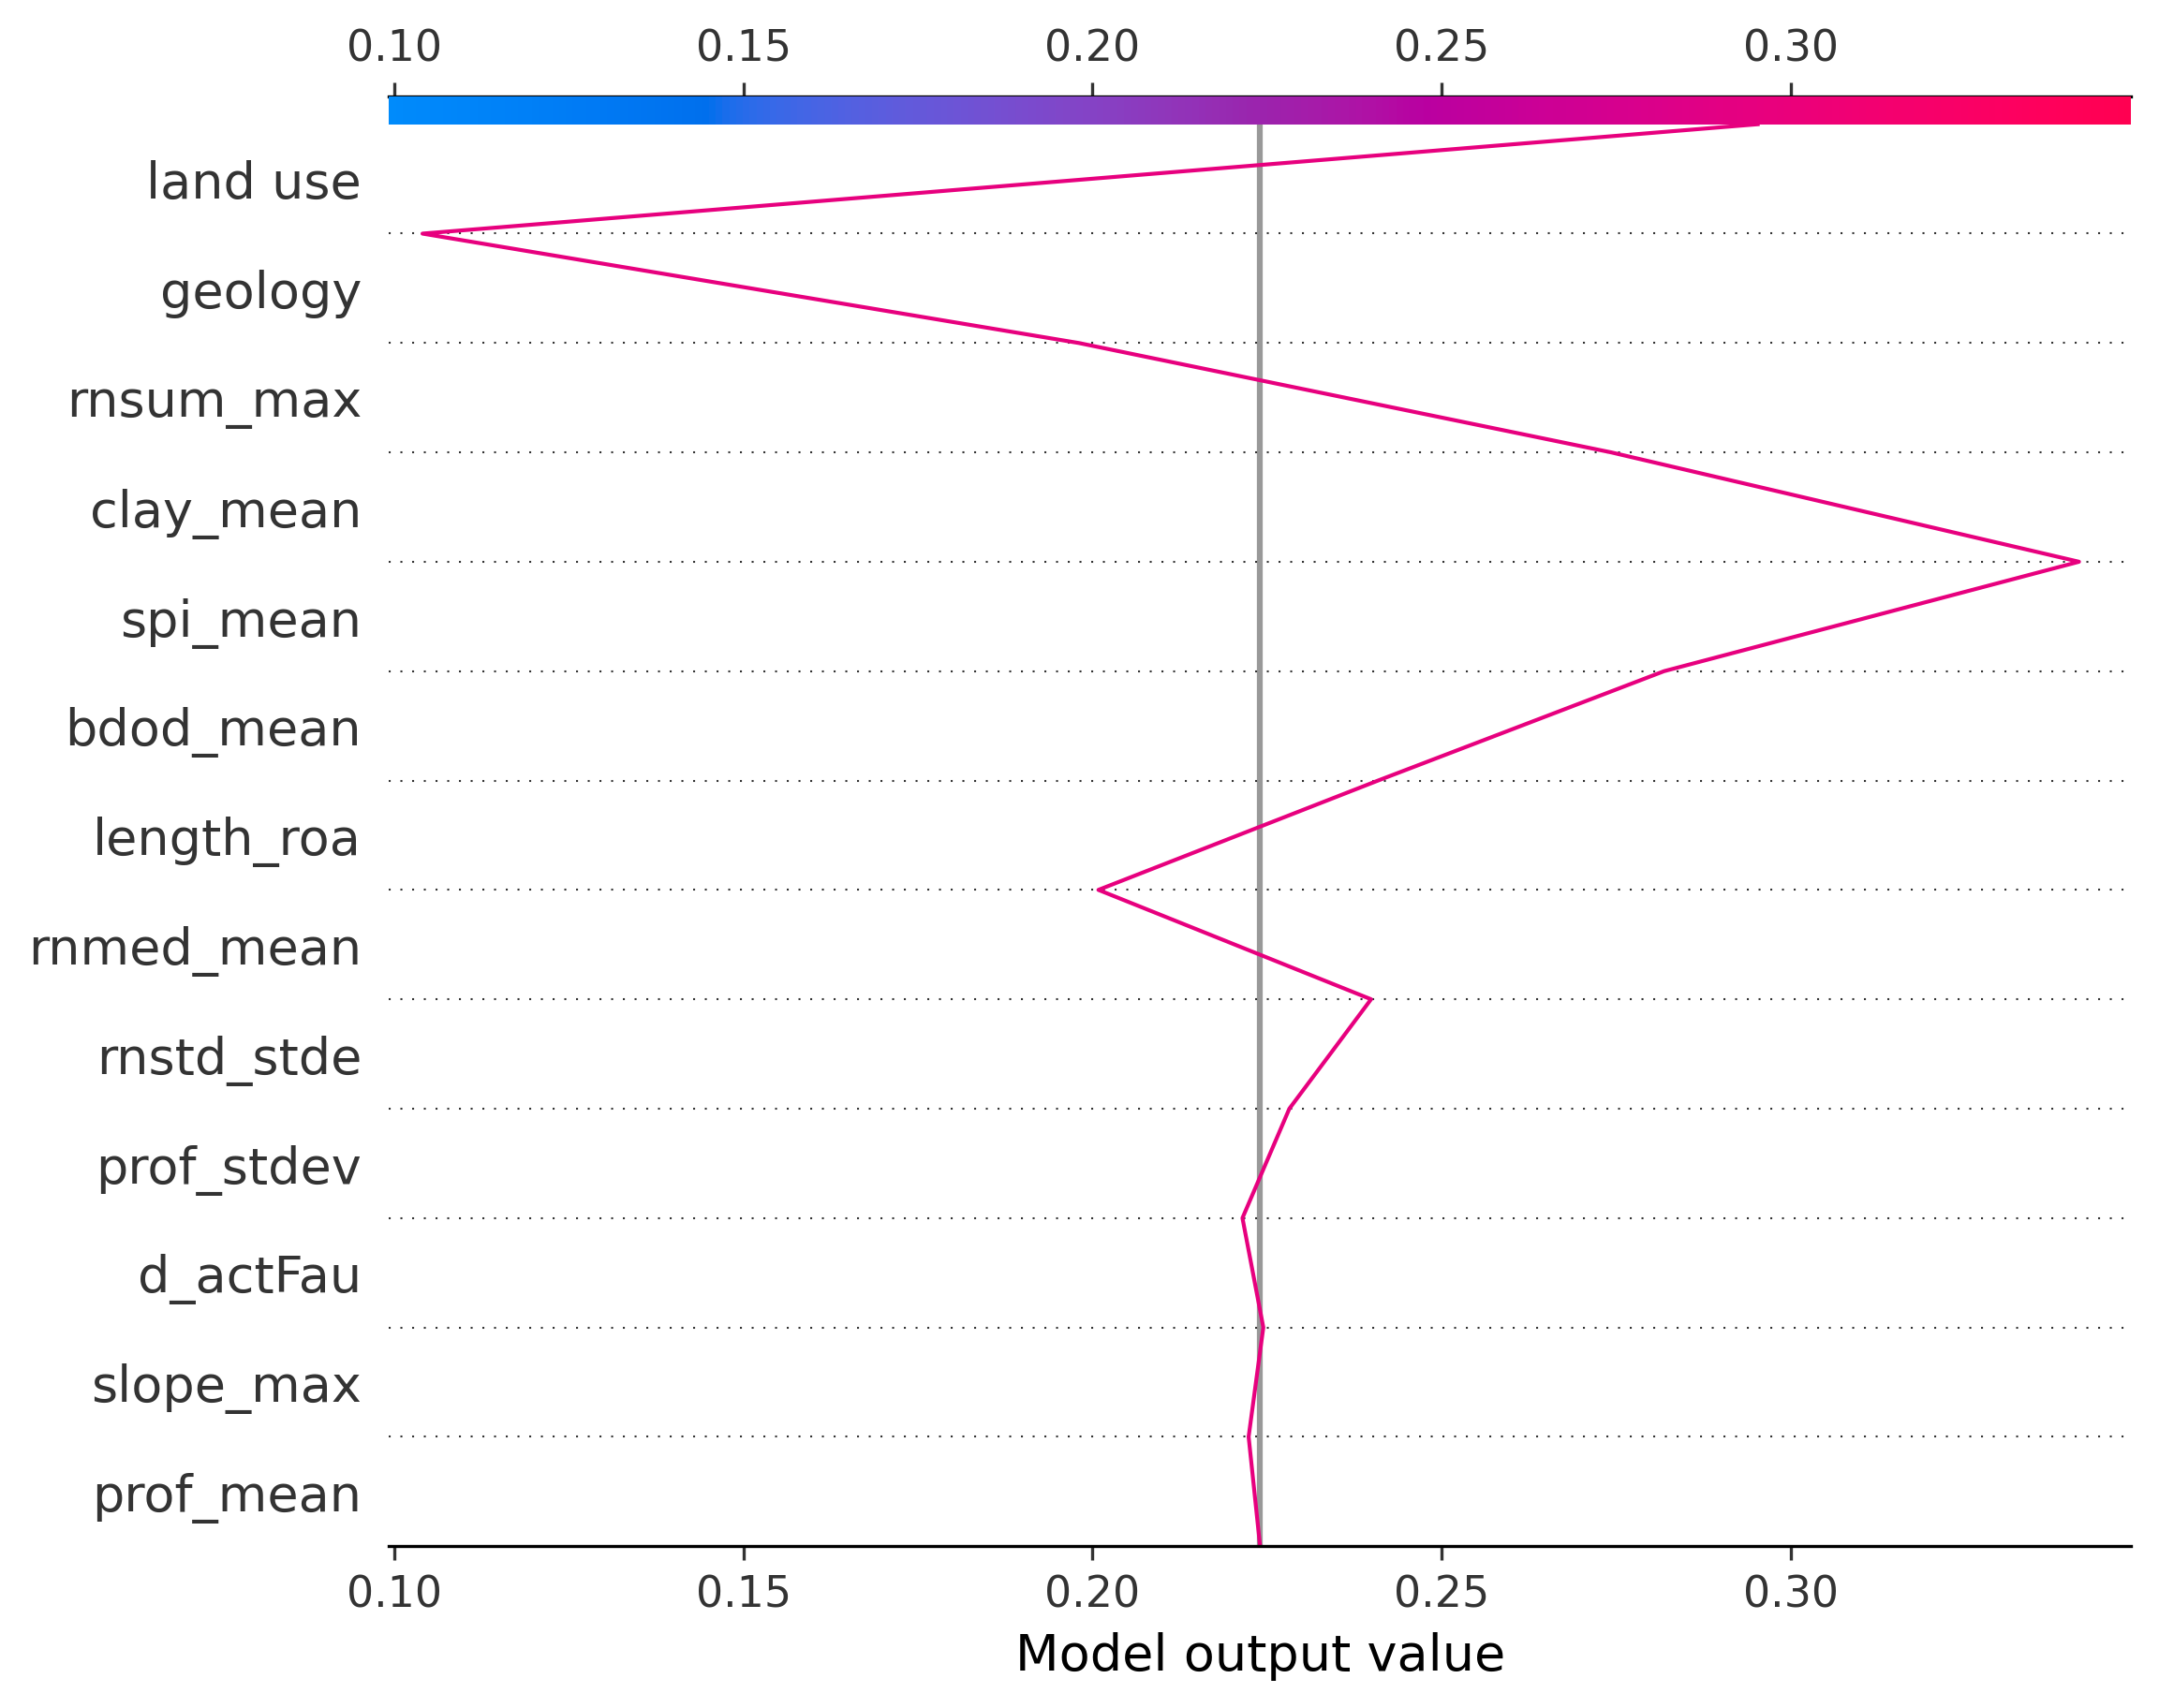 0.10 0.15 0.20 0.25 0.30
land use
geology
rnsum_max
clay_mean
spi_mean
bdod_mean
length_roa
rnmed_mean
rnstd_stde
prof_stdev
d_actFau
slope_max
prof_mean
0.10 0.15 0.20 0.25 0.30
Model output value